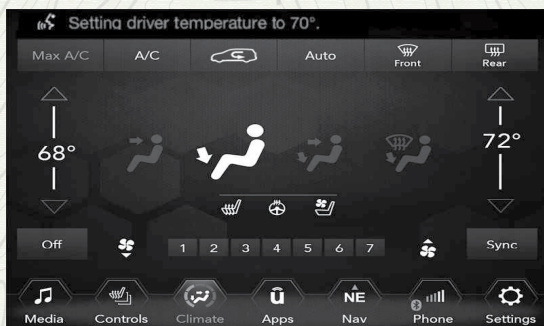 Setting driver temperature to 70°.
Max A/C A/C Auto Front Rear
68° 72°
Off 1 2 3 4 5 6 7 Sync
û NE
Media Controls Climate Apps Nav Phone Settings